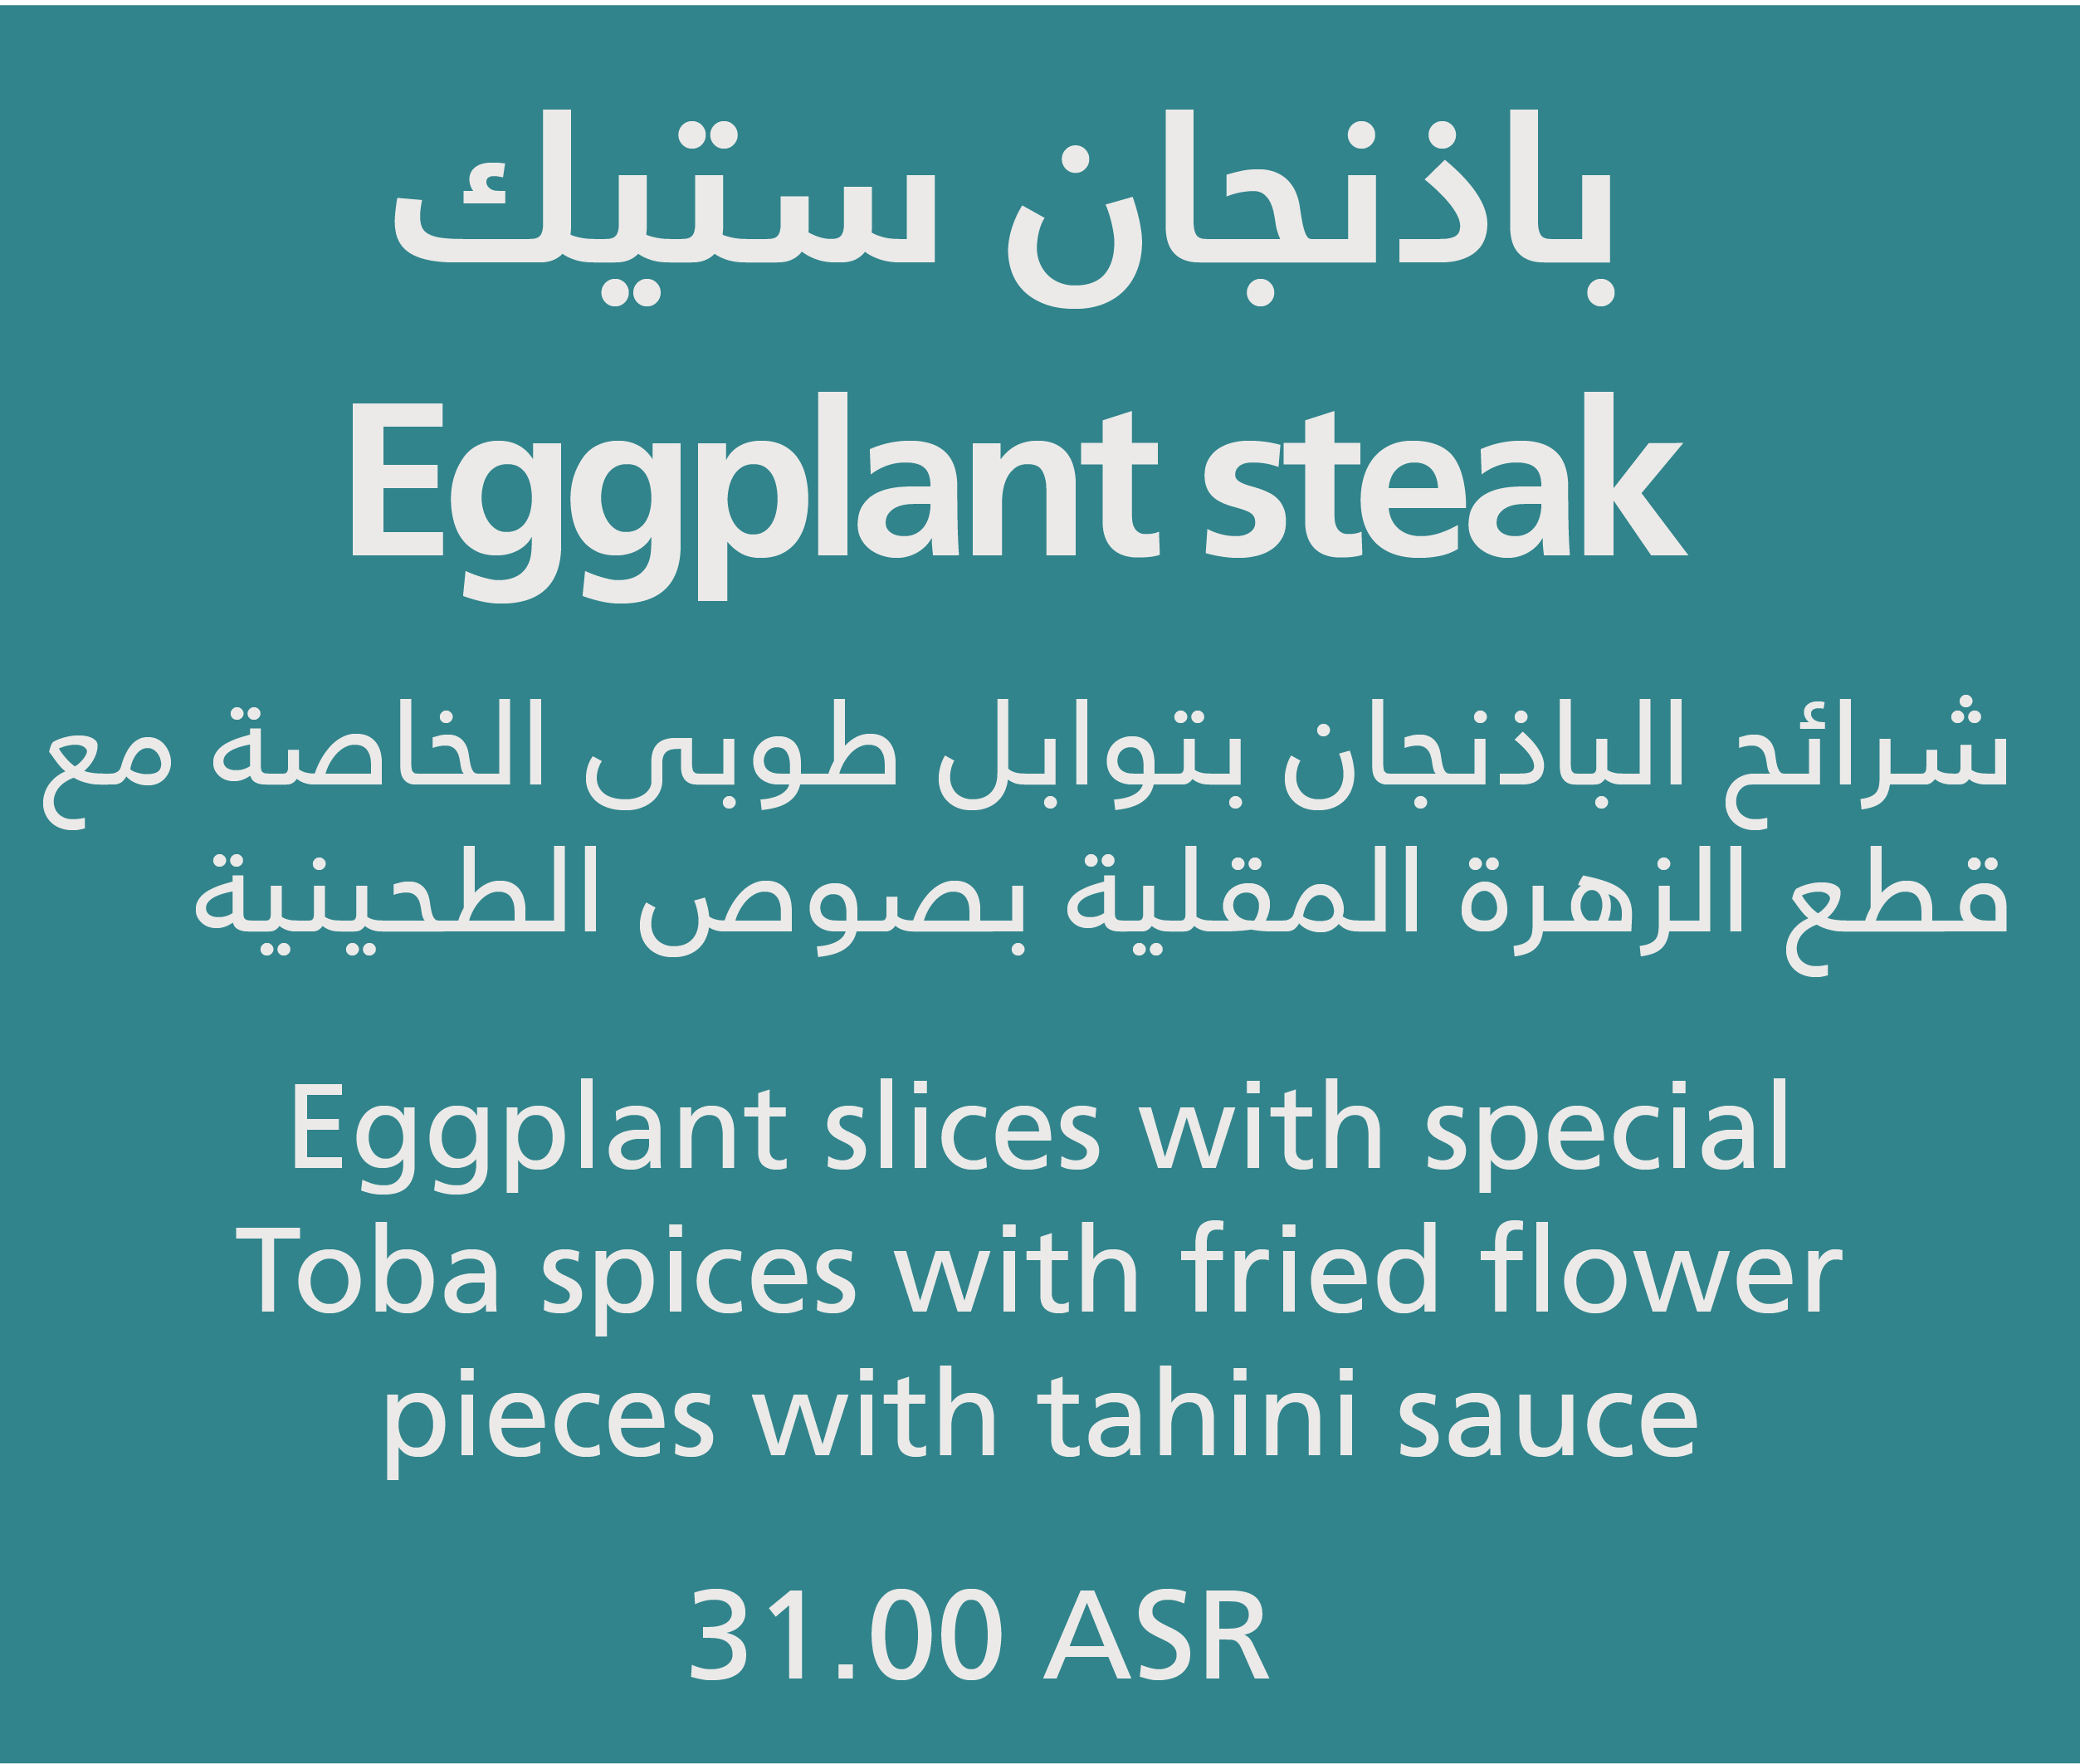 باذنجان ستيك
Eggplant steak
شرائح الباذنجان بتوابل طوبى الخاصة مع
قطع الزهرة المقلية بصوص الطحينية
Eggplant slices with special
Toba spices with fried flower
pieces with tahini sauce
31.00 ASR